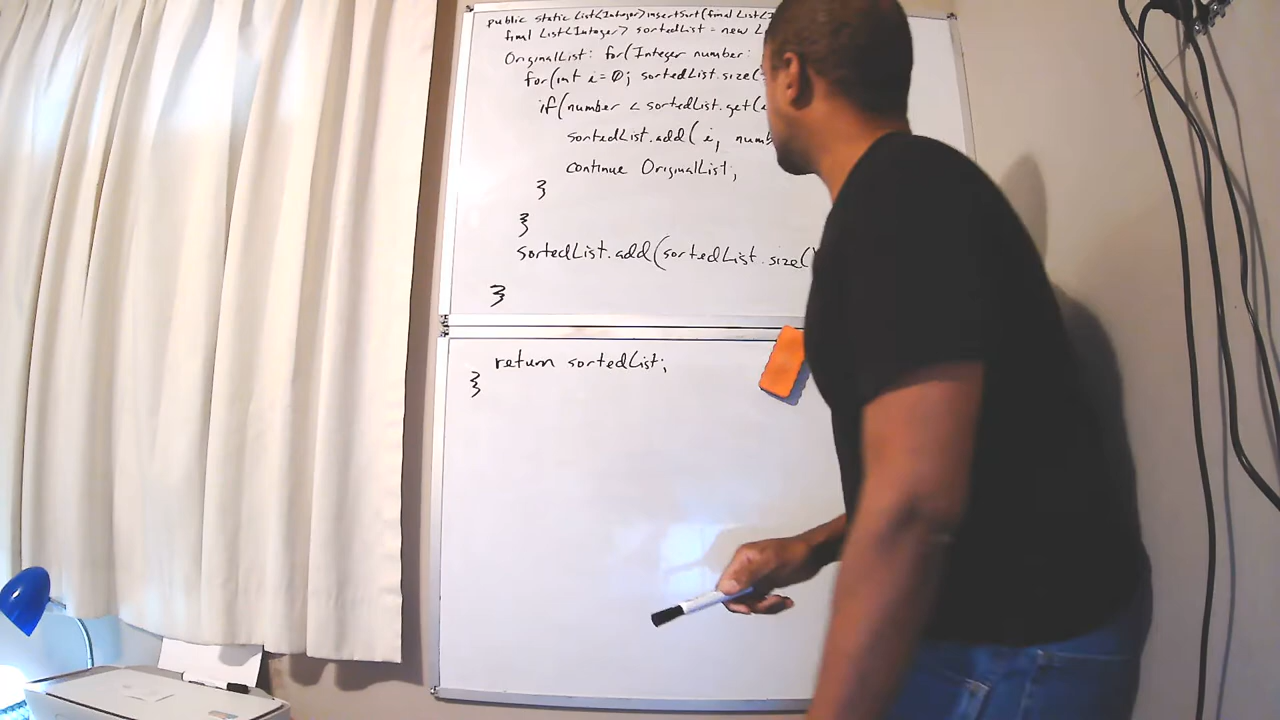 public static List<Integer> insertSort(final List<I
final List<Integer> sortedList = new L
OriginalList: for(Integer number:
for(int i=0; sortedList.size(
if(number < sortedList.get(i
sortedList.add( i, numb
continue OriginalList;
}
}
sortedList.add(sortedList.size()
}
return sortedList;
}